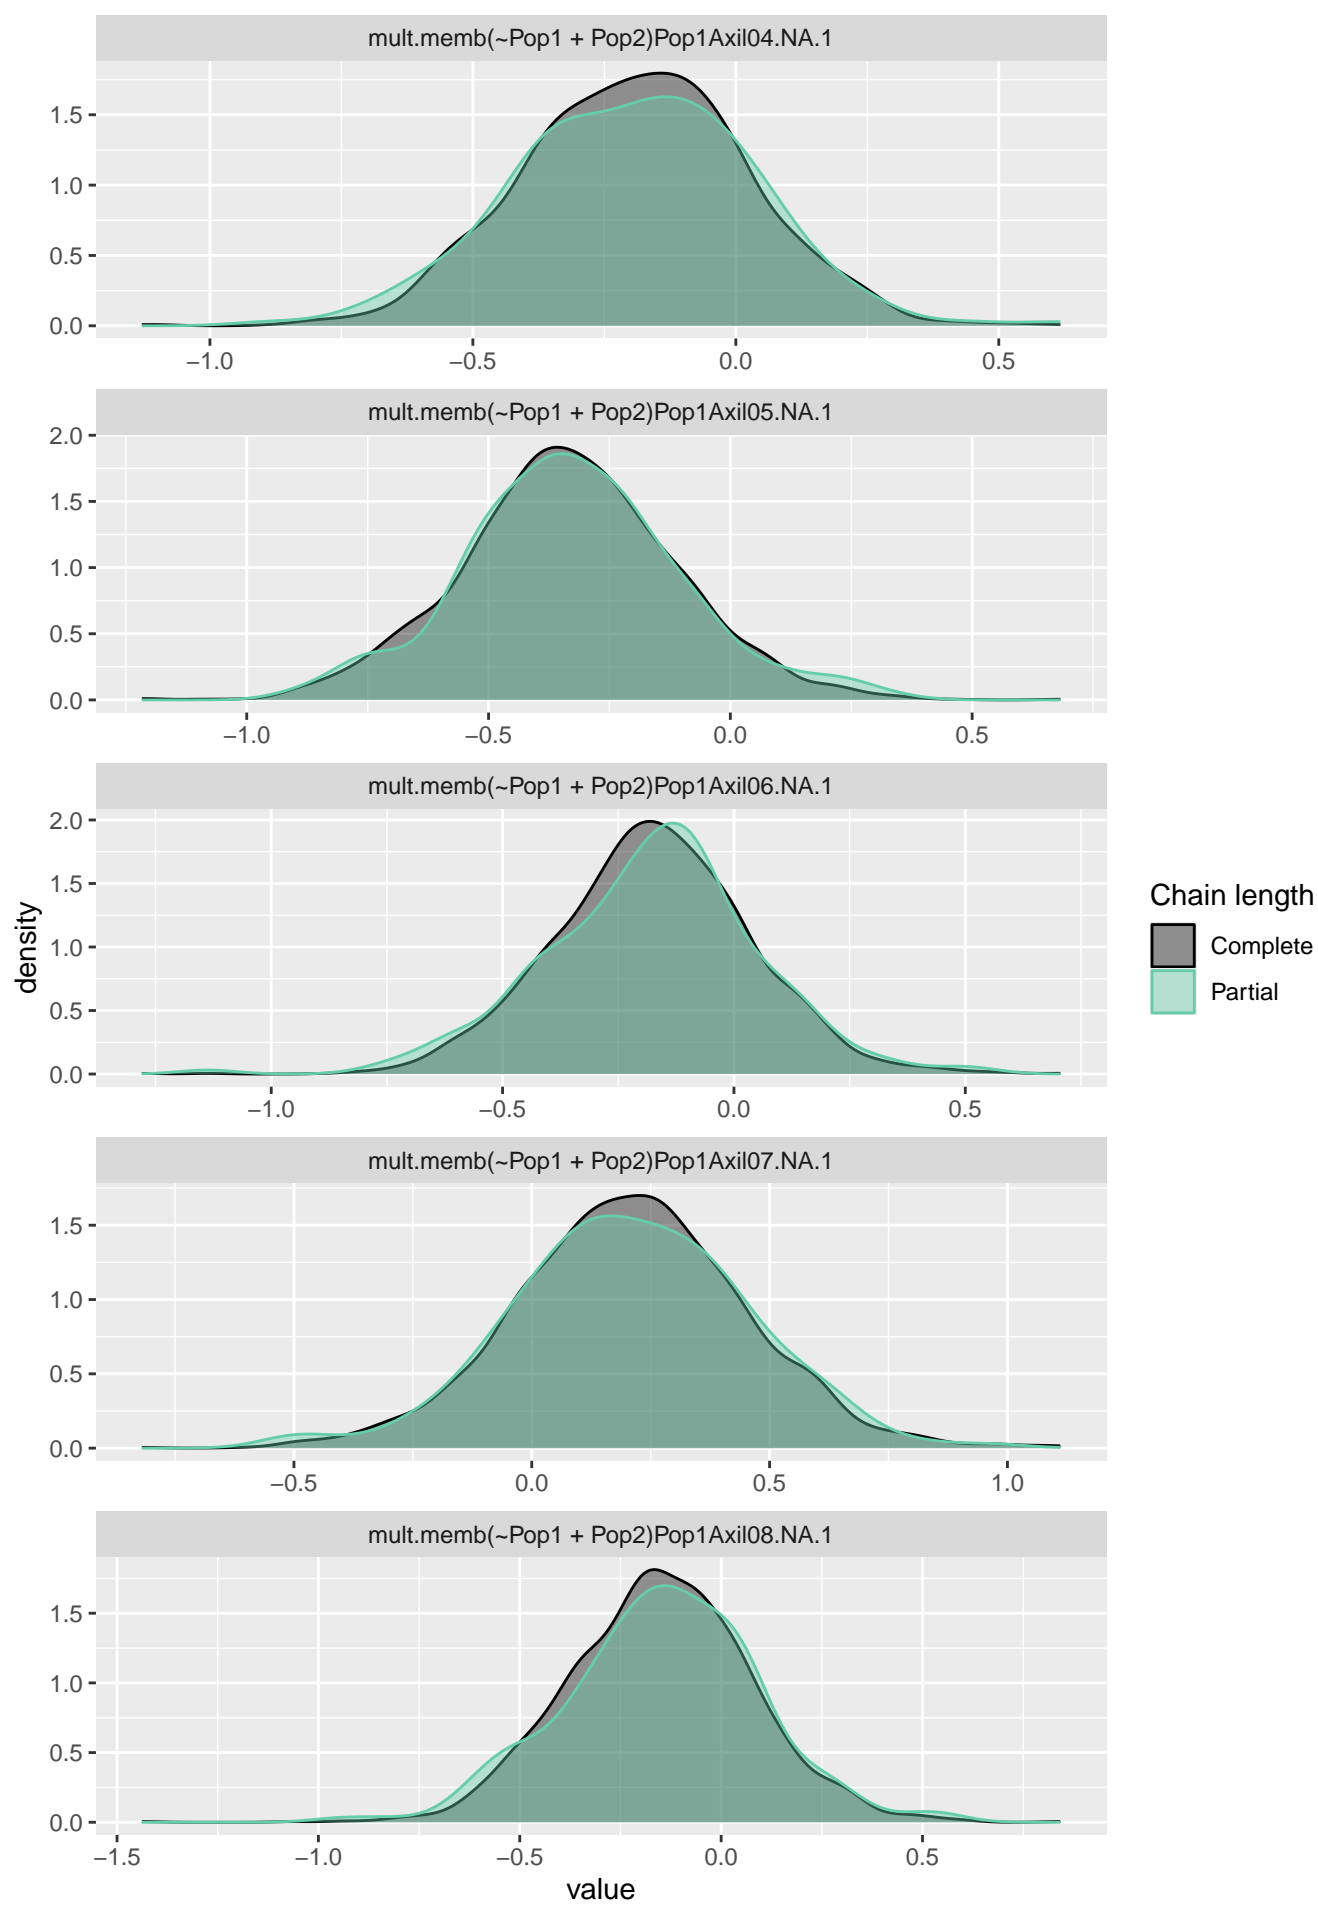 mult.memb(~Pop1 + Pop2)Pop1Axil04.NA.1
1.5
1.0
0.5
0.0
−1.0 −0.5 0.0 0.5
mult.memb(~Pop1 + Pop2)Pop1Axil05.NA.1
2.0
1.5
1.0
0.5
0.0
−1.0 −0.5 0.0 0.5
mult.memb(~Pop1 + Pop2)Pop1Axil06.NA.1
2.0
1.5
1.0
0.5
0.0
−1.0 −0.5 0.0 0.5
density
Chain length
Complete
Partial
mult.memb(~Pop1 + Pop2)Pop1Axil07.NA.1
1.5
1.0
0.5
0.0
−0.5 0.0 0.5 1.0
mult.memb(~Pop1 + Pop2)Pop1Axil08.NA.1
1.5
1.0
0.5
0.0
−1.5 −1.0 −0.5 0.0 0.5
value